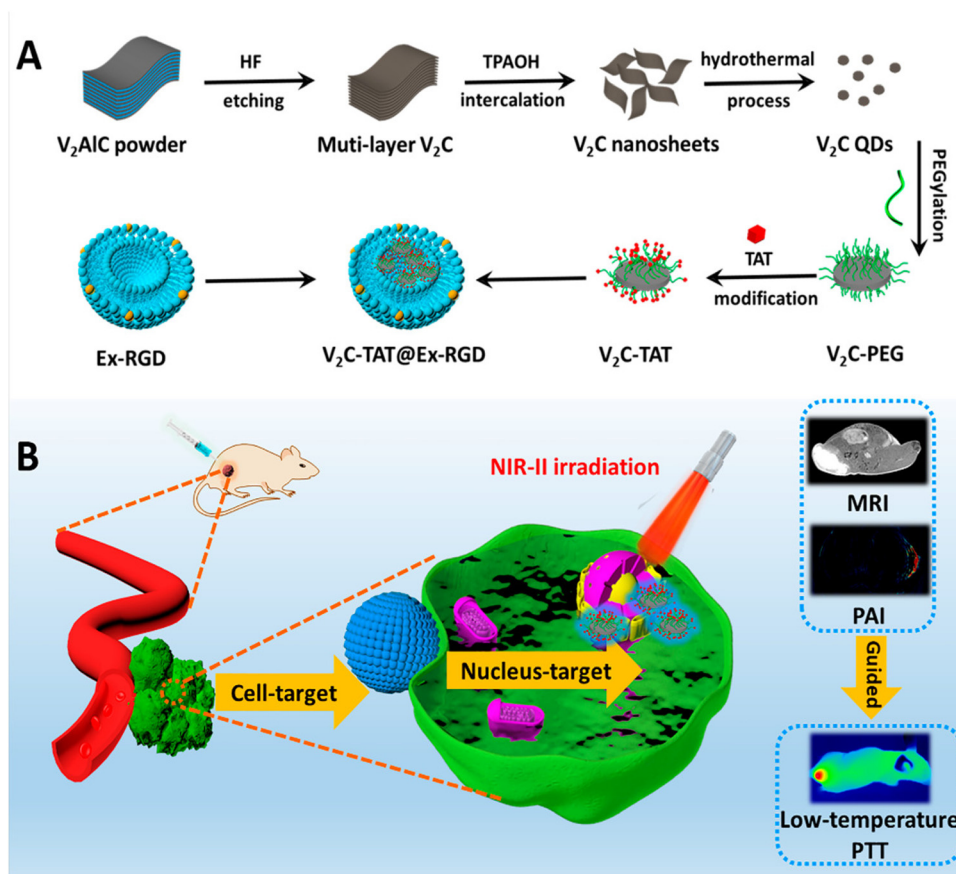 A
HF
etching
TPAOH
intercalation
hydrothermal
process
V₂AlC powder
Muti-layer V₂C
V₂C nanosheets
V₂C QDs
PEGylation
TAT
modification
Ex-RGD
V₂C-TAT@Ex-RGD
V₂C-TAT
V₂C-PEG
B
NIR-II irradiation
MRI
PAI
Cell-target
Nucleus-target
Guided
Low-temperature
PTT